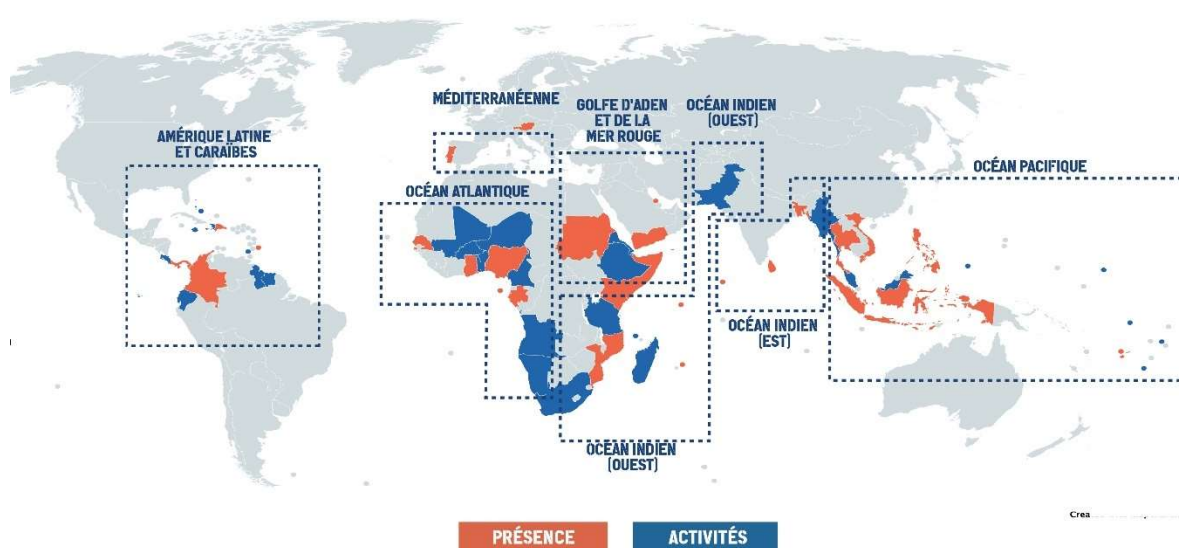 MÉDITERRANÉENNE
GOLFE D'ADEN
ET DE LA
MER ROUGE
OCÉAN INDIEN
(OUEST)
AMÉRIQUE LATINE
ET CARAÏBES
OCÉAN ATLANTIQUE
OCÉAN PACIFIQUE
OCÉAN INDIEN
(EST)
OCÉAN INDIEN
(OUEST)
Crea
PRÉSENCE
ACTIVITÉS